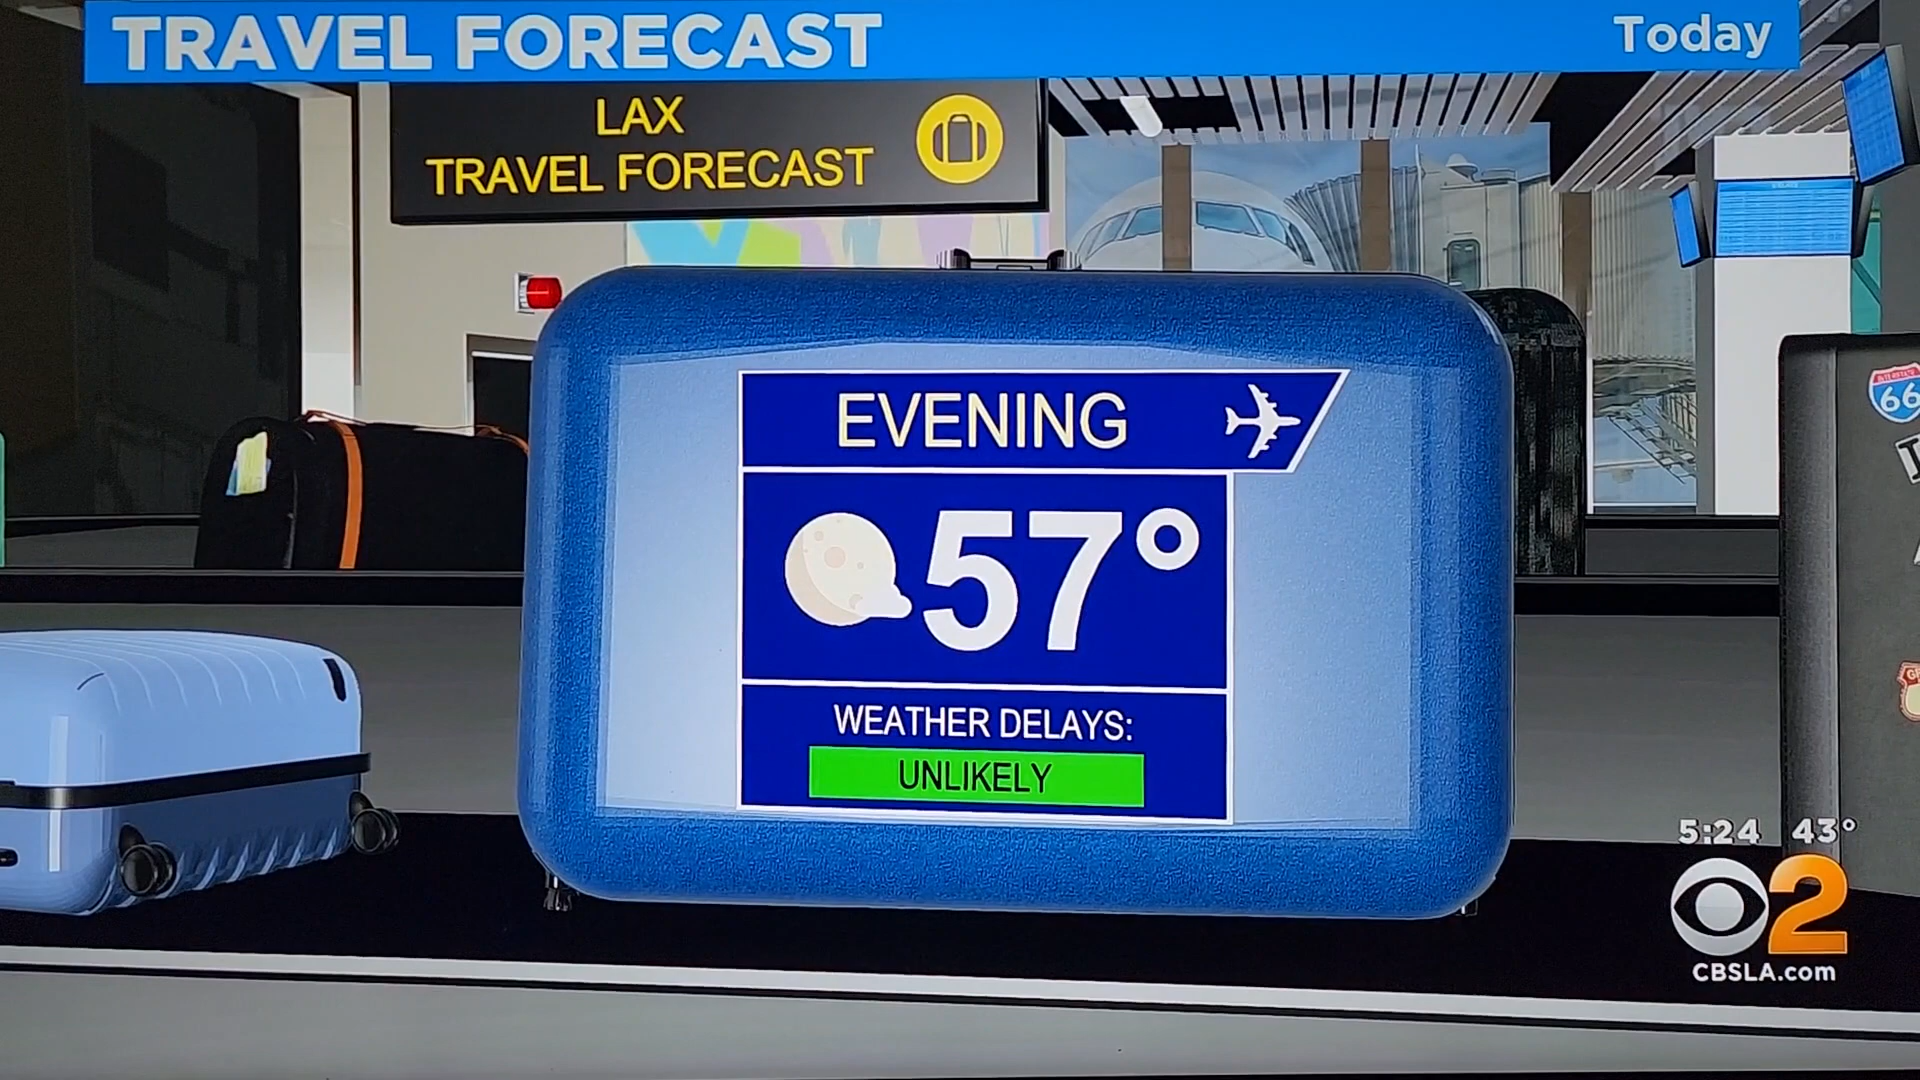 TRAVEL FORECAST
Today
LAX
TRAVEL FORECAST
EVENING
57°
WEATHER DELAYS:
UNLIKELY
66
5:24 43°
2
CBSLA.com